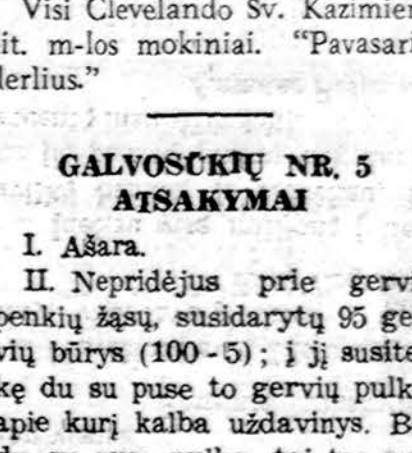 Visi Clevelando Sv. Kazimier
it. m-los mokiniai. “Pavasari
derlius.”
GALVOSŪKIŲ NR. 5
ATSAKYMAI
I. Ašara.
II. Nepridėjus prie gervi
penkių žąsų, susidarytų 95 ge
vių būrys (100-5); į jį susite
kę du su puse to gervių pulk
apie kurį kalba uždavinys. B